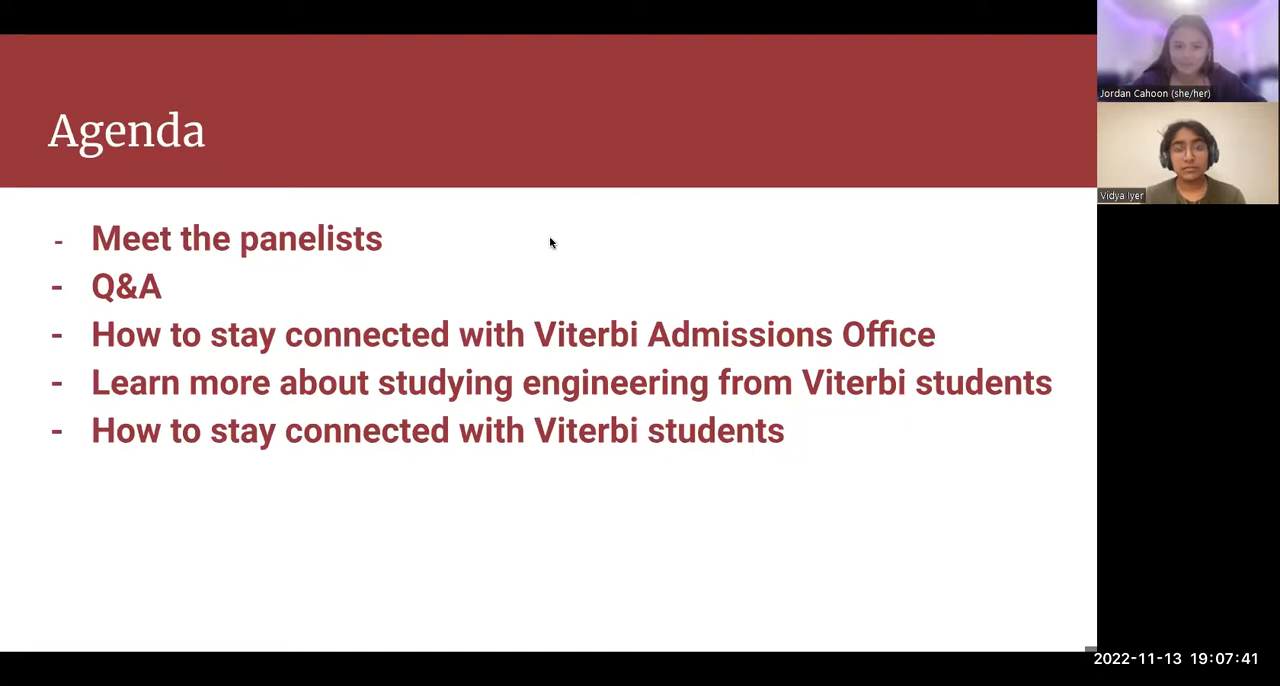 Agenda
- Meet the panelists
- Q&A
- How to stay connected with Viterbi Admissions Office
- Learn more about studying engineering from Viterbi students
- How to stay connected with Viterbi students
Jordan Cahoon (she/her)
Vidya Iyer
2022-11-13 19:07:41